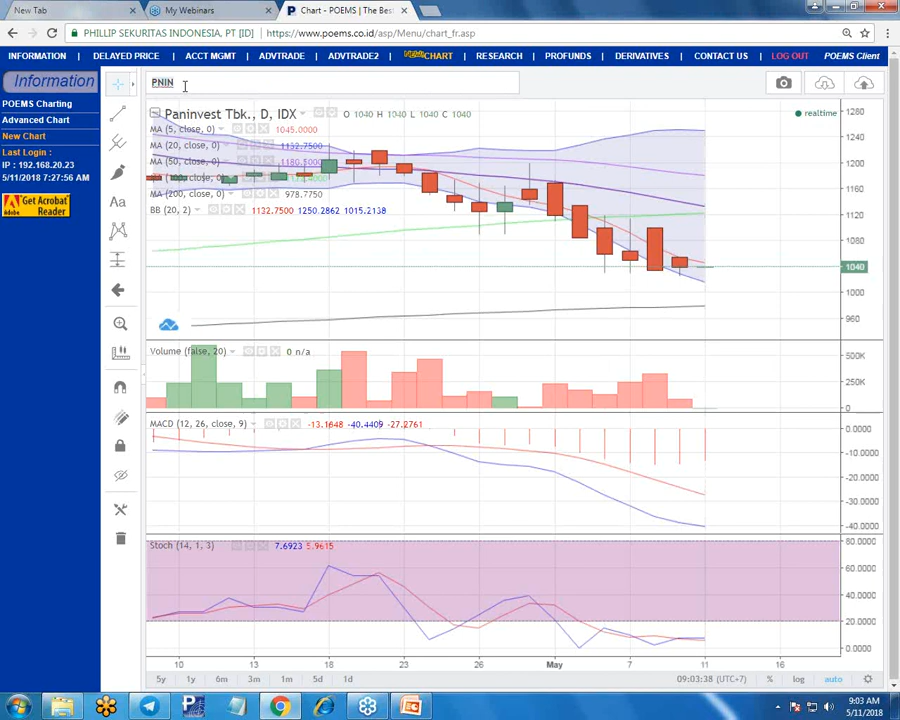 New Tab
My Webinars
Chart - POEMS | The Bes
PHILLIP SEKURITAS INDONESIA, PT [ID]
https://www.poems.co.id/asp/Menu/chart_fr.asp
INFORMATION | DELAYED PRICE | ACCT MGMT | ADVTRADE | ADVTRADE2 | NEW CHART | RESEARCH | PROFUNDS | DERIVATIVES | CONTACT US | LOG OUT POEMS Client
Information
POEMS Charting
Advanced Chart
New Chart
Last Login :
IP : 192.168.20.23
5/11/2018 7:27:56 AM
Get Acrobat Reader
Adobe
PNIN
Paninvest Tbk., D, IDX
O 1040 H 1040 L 1040 C 1040
realtime
MA (5, close, 0) 1045.0000
MA (20, close, 0) 1132.7500
MA (50, close, 0) 1180.5000
MA (200, close, 0) 978.7750
BB (20, 2) 1132.7500 1250.2862 1015.2138
1280
1240
1200
1160
1120
1080
1040
1000
960
Volume (false, 20) 0 n/a
500K
250K
0
MACD (12, 26, close, 9) -13.1648 -40.4409 -27.2761
0.0000
-10.0000
-20.0000
-30.0000
-40.0000
Stoch (14, 1, 3) 7.6923 5.9615
80.0000
60.0000
40.0000
20.0000
0.0000
10 13 18 23 26 May 7 11 16
5y 1y 6m 3m 1m 5d 1d
09:03:38 (UTC+7) % log auto
9:03 AM
5/11/2018